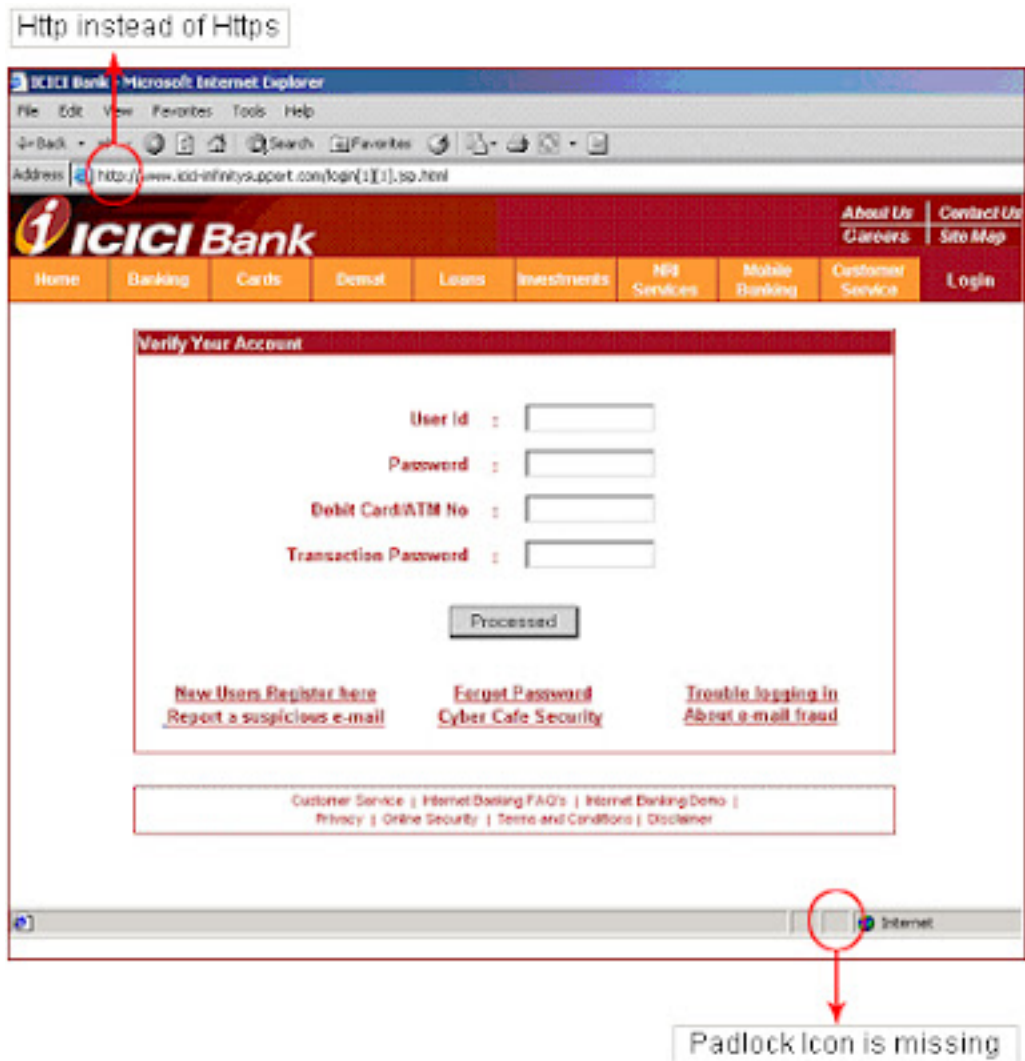 Http instead of Https
ICICI Bank - Microsoft Internet Explorer
File Edit View Favorites Tools Help
Back Search Favorites
Address http://www.icici-infinitysupport.com/login[1][1].jsp.html
i ICICI Bank
About Us | Contact Us
Careers | Site Map
Home Banking Cards Demat Loans Investments NRI Services Mobile Banking Customer Service Login
Verify Your Account
User Id :
Password :
Debit Card/ATM No :
Transaction Password :
Processed
New Users Register here Forgot Password Trouble logging in
Report a suspicious e-mail Cyber Cafe Security About e-mail fraud
Customer Service | Internet Banking FAQ's | Internet Banking Demo |
Privacy | Online Security | Terms and Conditions | Disclaimer
Internet
Padlock Icon is missing